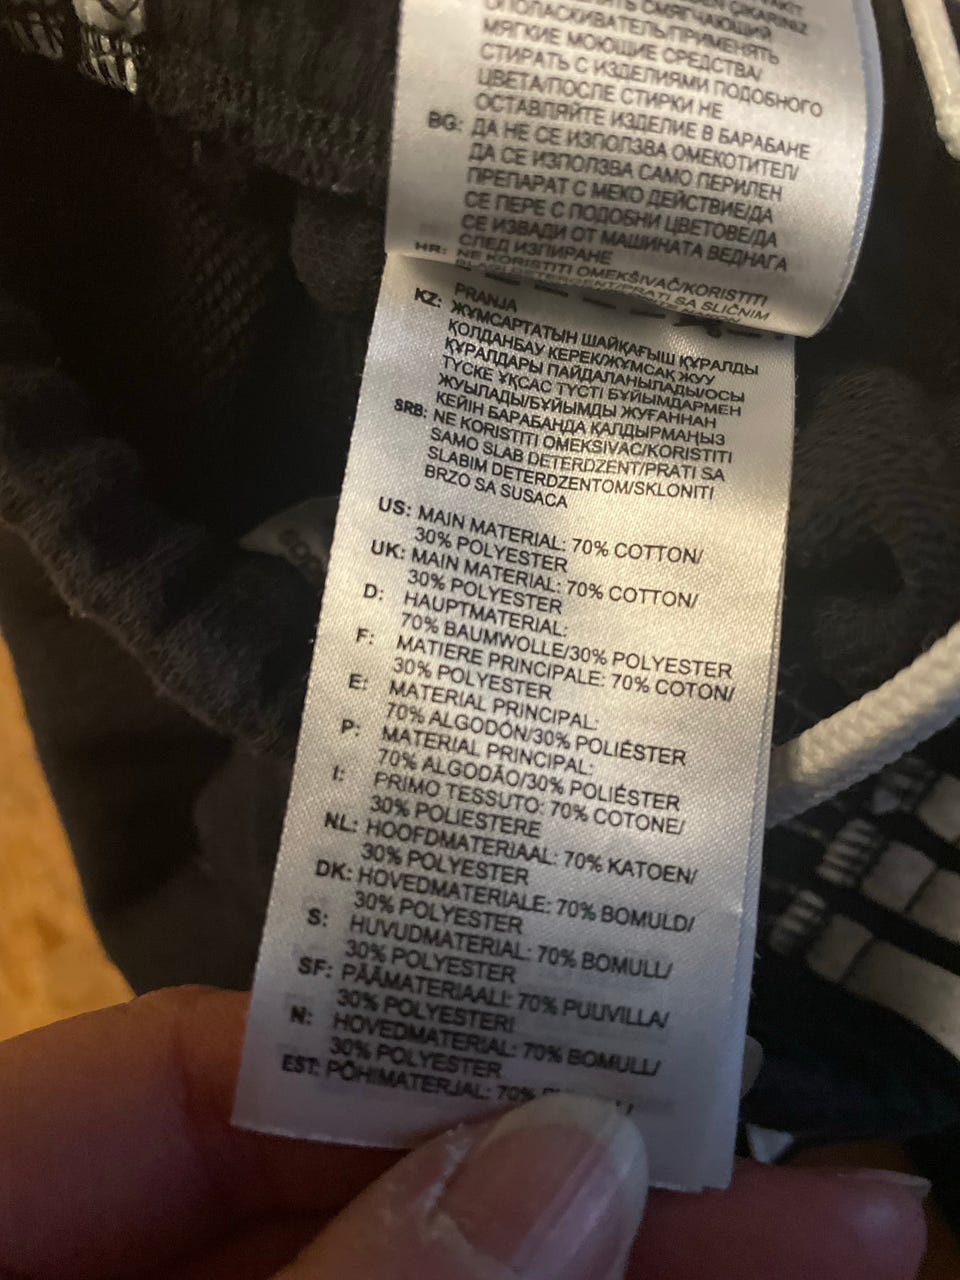 ÇIKARINIZ
СМЯГЧАЮЩИЙ
ОПОЛАСКИВАТЕЛЬ/ПРИМЕНЯТЬ
МЯГКИЕ МОЮЩИЕ СРЕДСТВА/
СТИРАТЬ С ИЗДЕЛИЯМИ ПОДОБНОГО
ЦВЕТА/ПОСЛЕ СТИРКИ НЕ
ОСТАВЛЯЙТЕ ИЗДЕЛИЕ В БАРАБАНЕ
BG: ДА НЕ СЕ ИЗПОЛЗВА ОМЕКОТИТЕЛ/
ДА СЕ ИЗПОЛЗВА САМО ПЕРИЛЕН
ПРЕПАРАТ С МЕКО ДЕЙСТВИЕ/ДА
СЕ ПЕРЕ С ПОДОБНИ ЦВЕТОВЕ/ДА
СЕ ИЗВАДИ ОТ МАШИНАТА ВЕДНАГА
СЛЕД ИЗПИРАНЕ
HR: NE KORISTITI OMEKŠIVAČ/KORISTITI
SA SLIČNIM
PRANJA
KZ: ЖҰМСАРТАТЫН ШАЙҚАҒЫШ ҚҰРАЛДЫ
ҚОЛДАНБАУ КЕРЕК/ЖҰМСАҚ ЖУУ
ҚҰРАЛДАРЫ ПАЙДАЛАНЫЛАДЫ/ОСЫ
ТҮСКЕ ҰҚСАС ТҮСТІ БҰЙЫМДАРМЕН
ЖУЫЛАДЫ/БҰЙЫМДЫ ЖУҒАННАН
КЕЙІН БАРАБАНДА ҚАЛДЫРМАҢЫЗ
SRB: NE KORISTITI OMEKSIVAC/KORISTITI
SAMO SLAB DETERDZENT/PRATI SA
SLABIM DETERDZENTOM/SKLONITI
BRZO SA SUSACA
US: MAIN MATERIAL: 70% COTTON/
30% POLYESTER
UK: MAIN MATERIAL: 70% COTTON/
30% POLYESTER
D: HAUPTMATERIAL:
70% BAUMWOLLE/30% POLYESTER
F: MATIERE PRINCIPALE: 70% COTON/
30% POLYESTER
E: MATERIAL PRINCIPAL:
70% ALGODÓN/30% POLIÉSTER
P: MATERIAL PRINCIPAL:
70% ALGODÃO/30% POLIÉSTER
I: PRIMO TESSUTO: 70% COTONE/
30% POLIESTERE
NL: HOOFDMATERIAAL: 70% KATOEN/
30% POLYESTER
DK: HOVEDMATERIALE: 70% BOMULD/
30% POLYESTER
S: HUVUDMATERIAL: 70% BOMULL/
30% POLYESTER
SF: PÄÄMATERIAALI: 70% PUUVILLA/
30% POLYESTERI
N: HOVEDMATERIAL: 70% BOMULL/
30% POLYESTER
EST: PÕHIMATERJAL: 70%